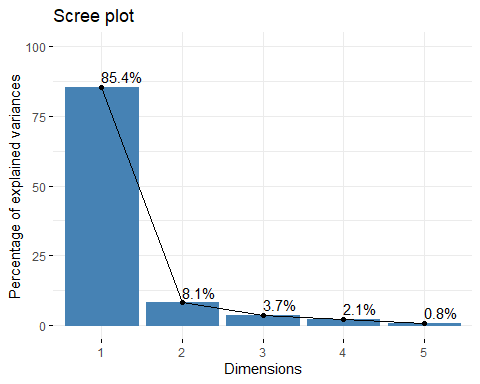 Scree plot
Percentage of explained variances
100
75
50
25
0
85.4%
8.1%
3.7%
2.1%
0.8%
1 2 3 4 5
Dimensions